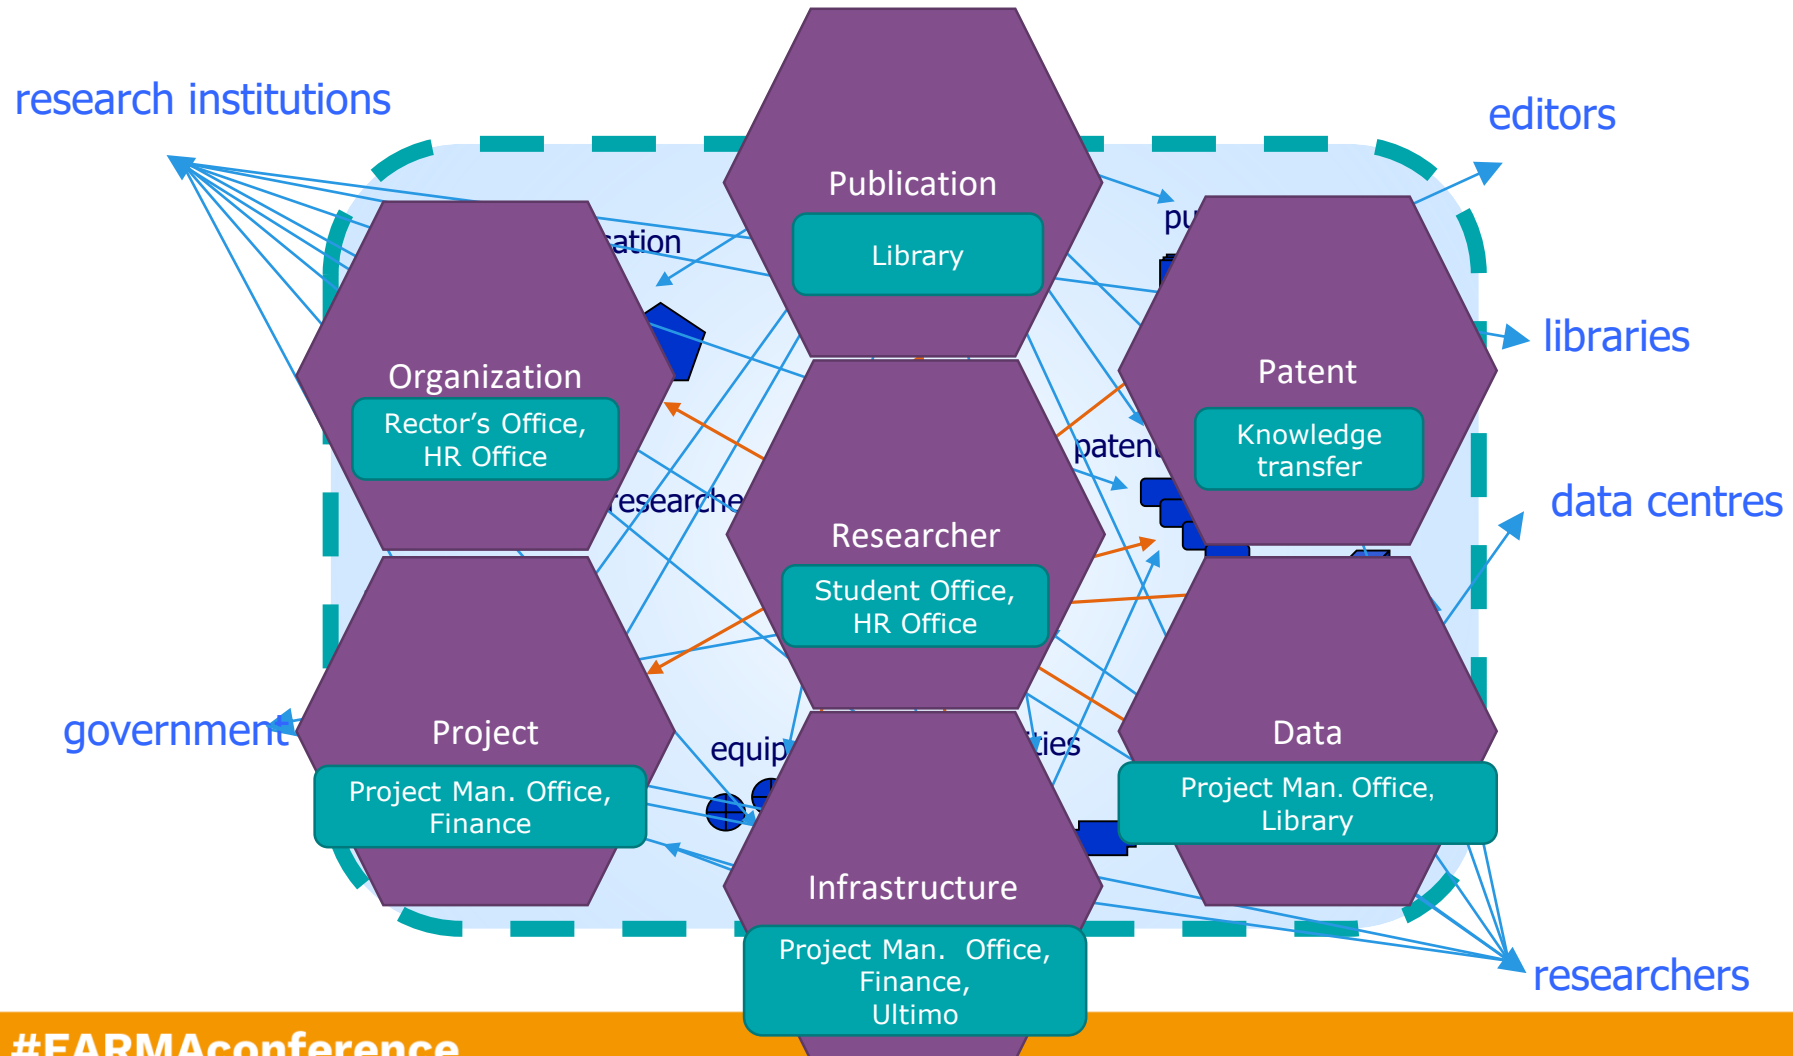 research institutions
editors
Publication
Library
Organization
Rector's Office,
HR Office
Patent
Knowledge
transfer
libraries
data centres
Researcher
Student Office,
HR Office
government
Project
Project Man. Office,
Finance
Data
Project Man. Office,
Library
Infrastructure
Project Man. Office,
Finance,
Ultimo
researchers
#EARMAconference